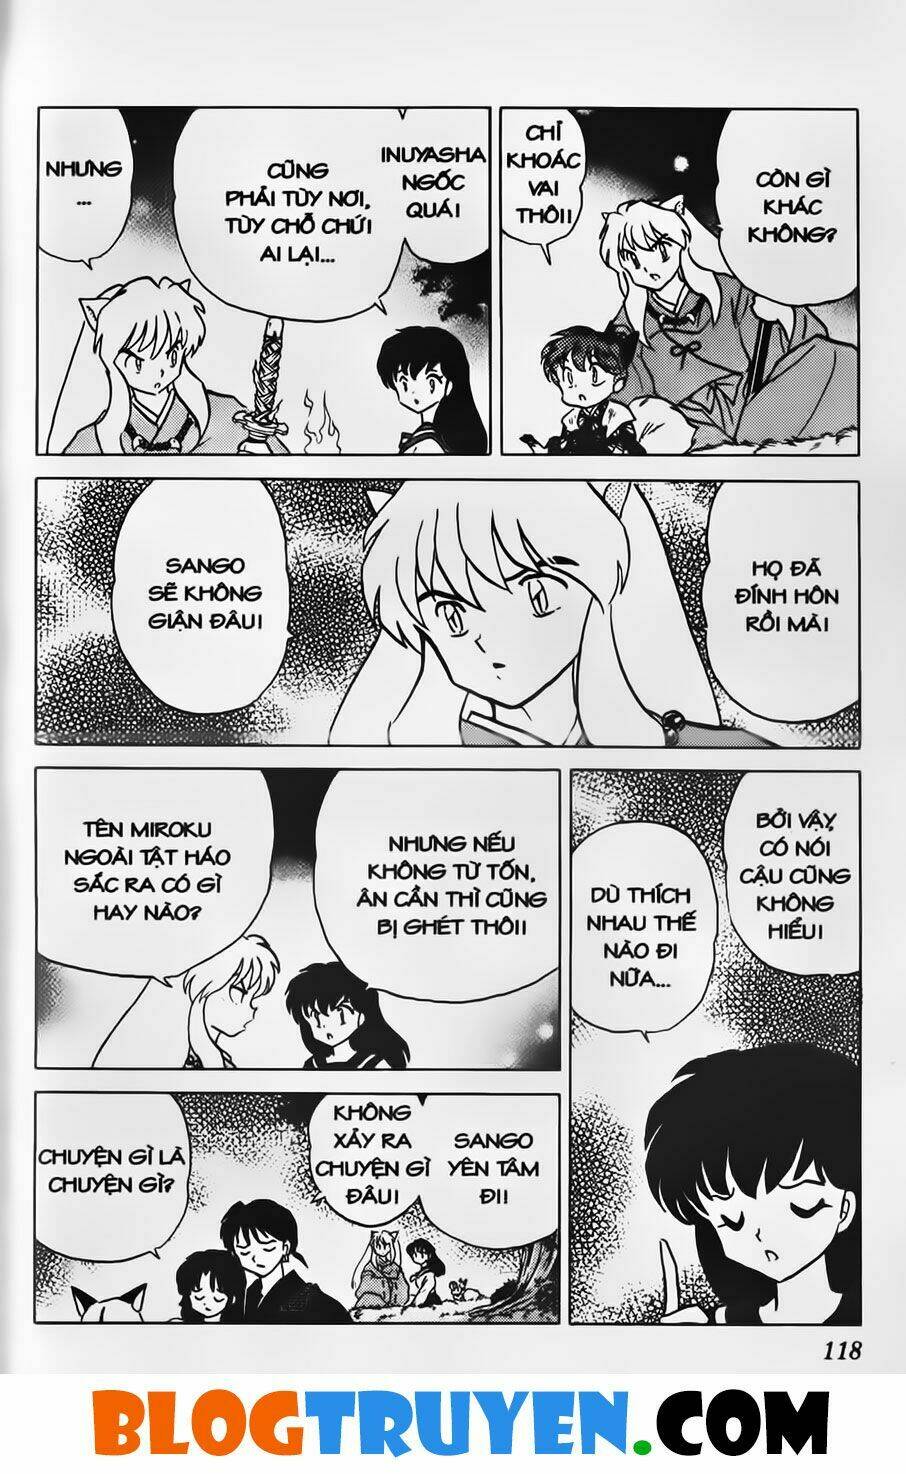 CÒN GÌ
KHÁC
KHÔNG?
CHỈ
KHOÁC
VAI
THÔI!
INUYASHA
NGỐC
QUÁ!
CŨNG
PHẢI TÙY NƠI,
TÙY CHỖ CHỨ!
AI LẠI...
NHƯNG
...
HỌ ĐÃ
ĐÍNH HÔN
RỒI MÀ!
SANGO
SẼ KHÔNG
GIẬN ĐÂU!
BỞI VẬY,
CÓ NÓI
CẬU CŨNG
KHÔNG
HIỂU!
DÙ THÍCH
NHAU THẾ
NÀO ĐI
NỮA...
NHƯNG NẾU
KHÔNG TỪ TỐN,
ÂN CẦN THÌ CŨNG
BỊ GHÉT THÔI!
TÊN MIROKU
NGOÀI TẬT HÁO
SẮC RA CÓ GÌ
HAY NÀO?
SANGO
YÊN TÂM
ĐI!
KHÔNG
XẢY RA
CHUYỆN GÌ
ĐÂU!
CHUYỆN GÌ LÀ
CHUYỆN GÌ?
118
BLOGTRUYEN.COM